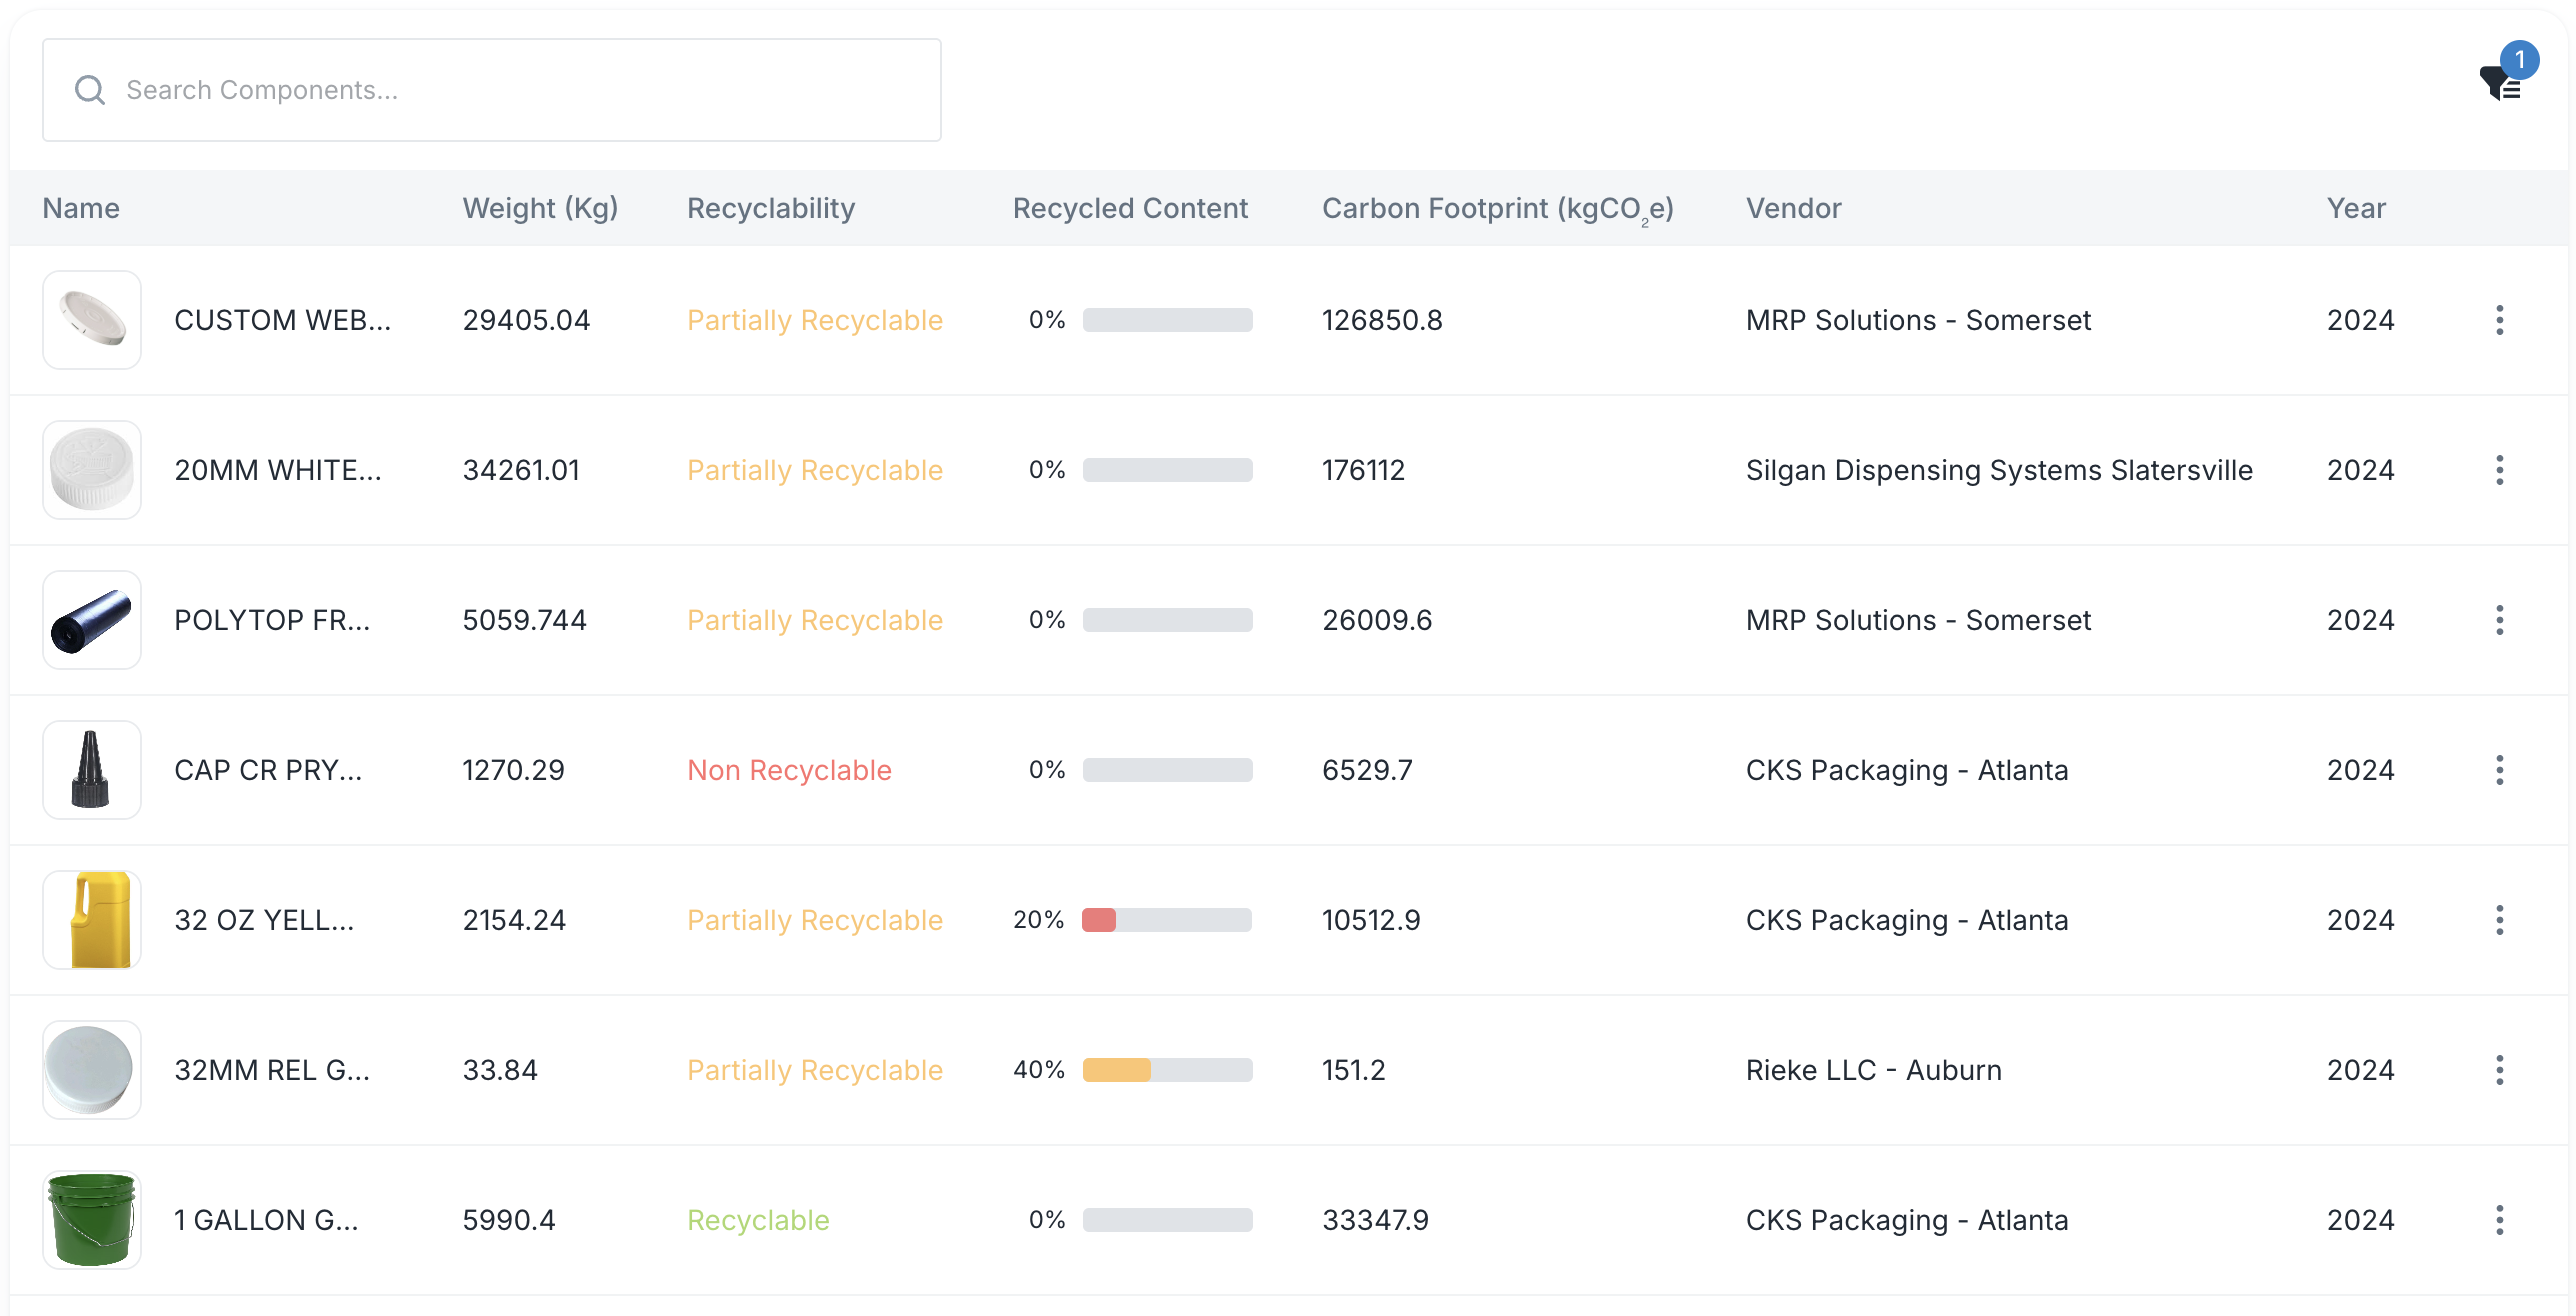 1
Search Components...
Name Weight (Kg) Recyclability Recycled Content Carbon Footprint (kgCO₂e) Vendor Year
CUSTOM WEB... 29405.04 Partially Recyclable 0% 126850.8 MRP Solutions - Somerset 2024
20MM WHITE... 34261.01 Partially Recyclable 0% 176112 Silgan Dispensing Systems Slatersville 2024
POLYTOP FR... 5059.744 Partially Recyclable 0% 26009.6 MRP Solutions - Somerset 2024
CAP CR PRY... 1270.29 Non Recyclable 0% 6529.7 CKS Packaging - Atlanta 2024
32 OZ YELL... 2154.24 Partially Recyclable 20% 10512.9 CKS Packaging - Atlanta 2024
32MM REL G... 33.84 Partially Recyclable 40% 151.2 Rieke LLC - Auburn 2024
1 GALLON G... 5990.4 Recyclable 0% 33347.9 CKS Packaging - Atlanta 2024